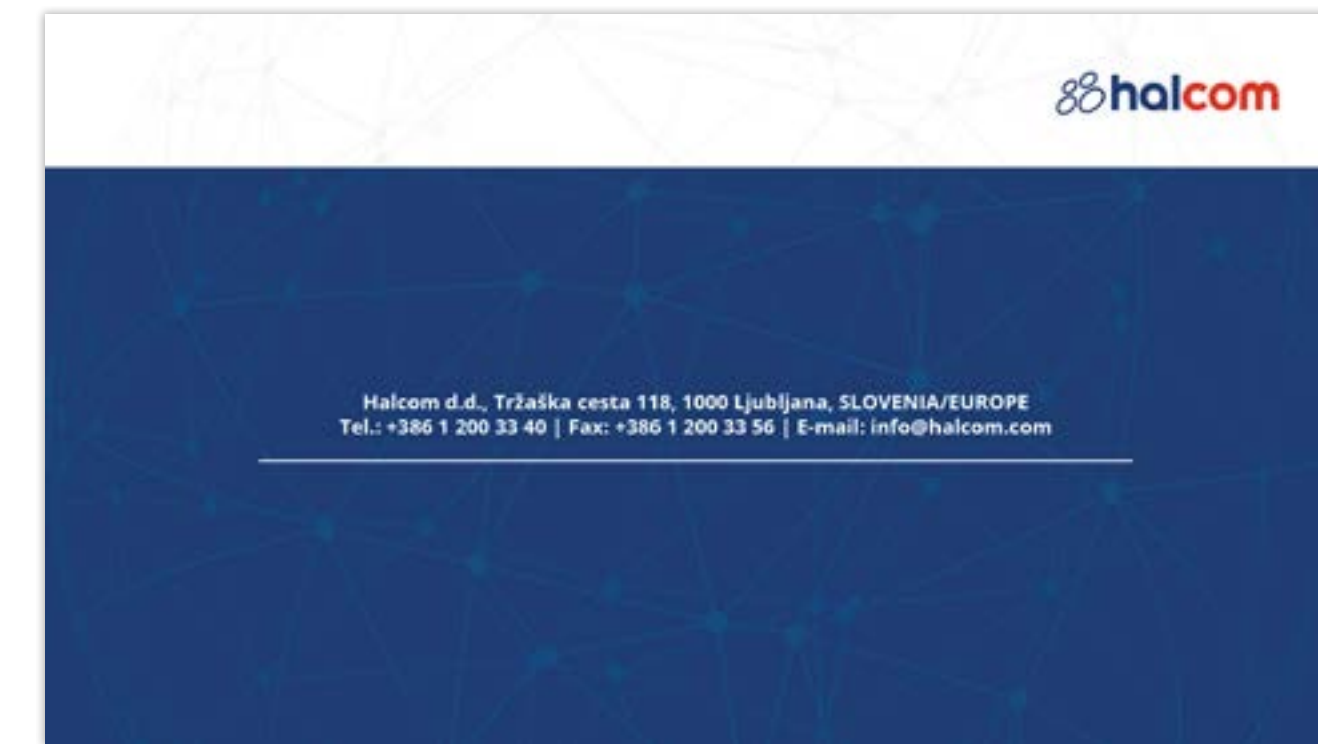 halcom
Halcom d.d., Tržaška cesta 118, 1000 Ljubljana, SLOVENIA/EUROPE
Tel.: +386 1 200 33 40 | Fax: +386 1 200 33 56 | E-mail: info@halcom.com